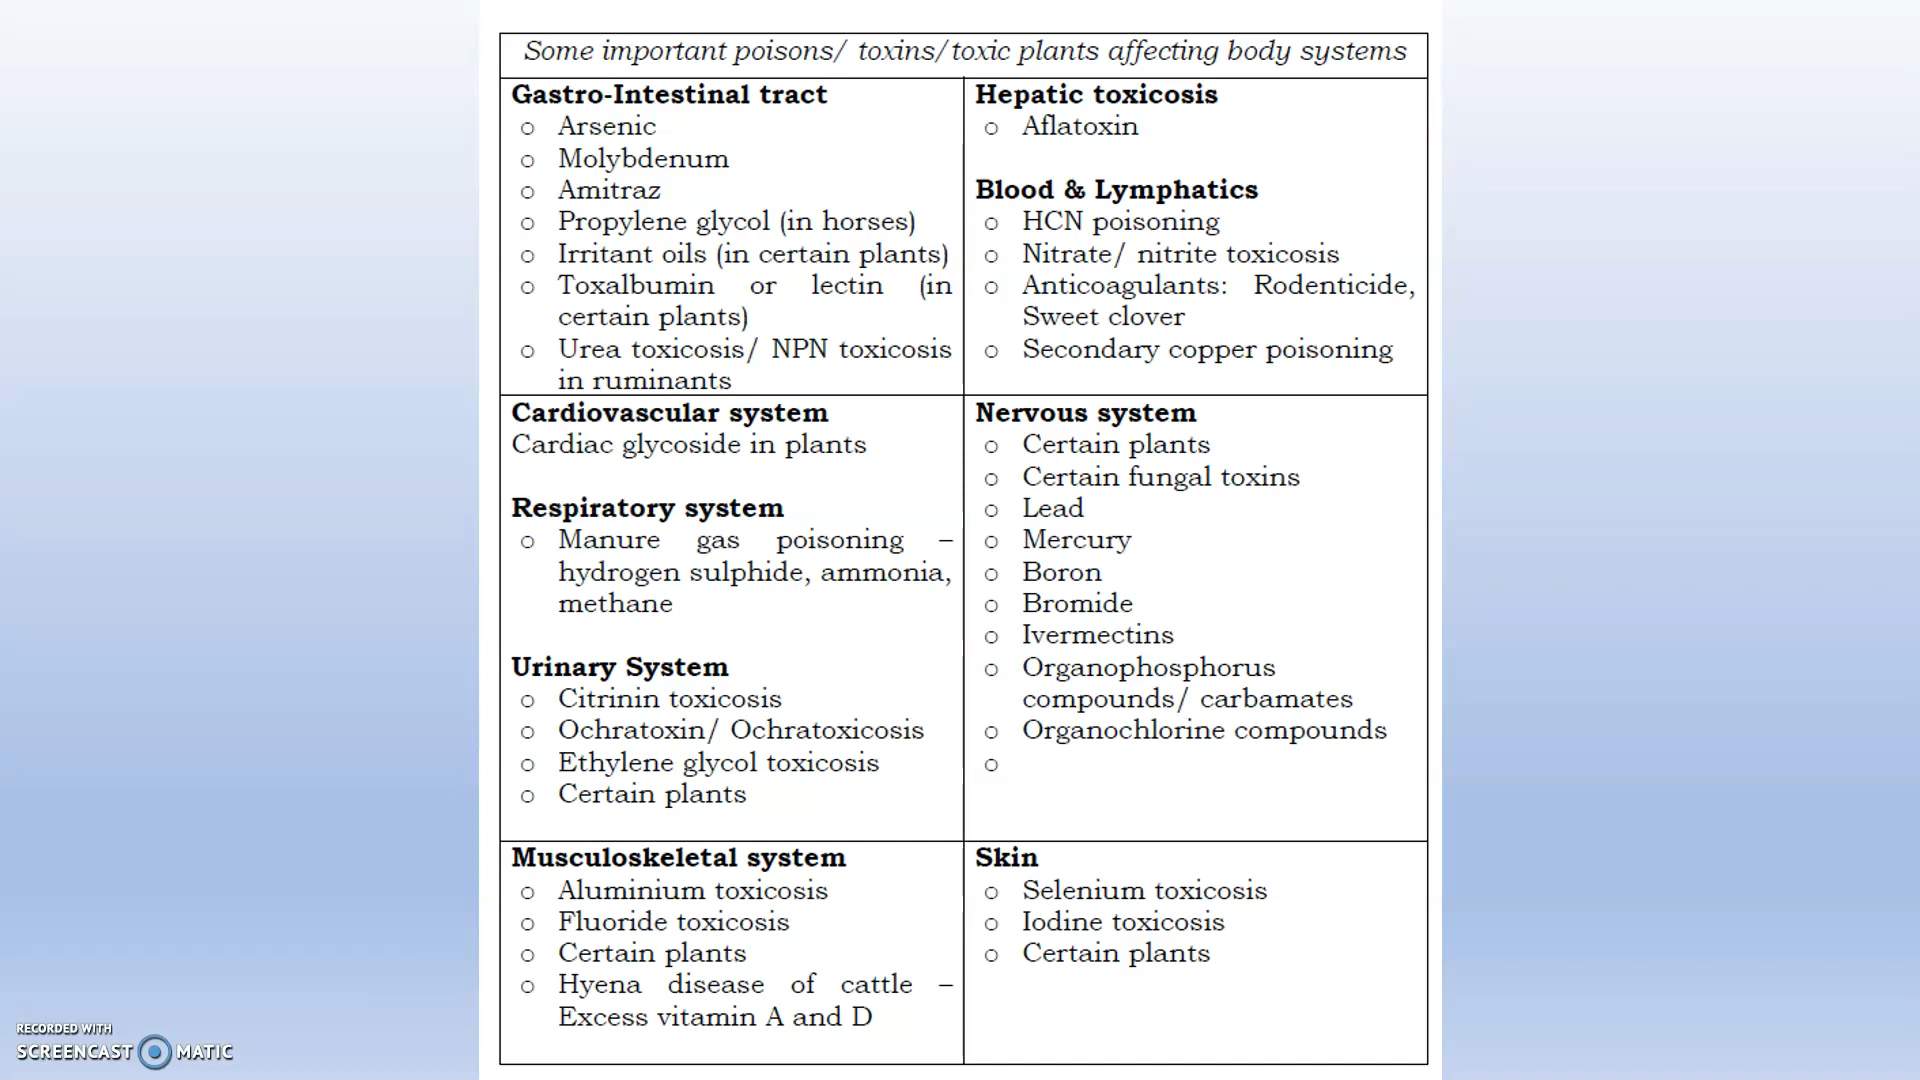 Some important poisons/ toxins/toxic plants affecting body systems
Gastro-Intestinal tract
o Arsenic
o Molybdenum
o Amitraz
o Propylene glycol (in horses)
o Irritant oils (in certain plants)
o Toxalbumin or lectin (in
certain plants)
o Urea toxicosis/ NPN toxicosis
in ruminants
Hepatic toxicosis
o Aflatoxin
Blood & Lymphatics
o HCN poisoning
o Nitrate/ nitrite toxicosis
o Anticoagulants: Rodenticide,
Sweet clover
o Secondary copper poisoning
Cardiovascular system
Cardiac glycoside in plants
Respiratory system
o Manure gas poisoning –
hydrogen sulphide, ammonia,
methane
Urinary System
o Citrinin toxicosis
o Ochratoxin/ Ochratoxicosis
o Ethylene glycol toxicosis
o Certain plants
Nervous system
o Certain plants
o Certain fungal toxins
o Lead
o Mercury
o Boron
o Bromide
o Ivermectins
o Organophosphorus
compounds/ carbamates
o Organochlorine compounds
o
Musculoskeletal system
o Aluminium toxicosis
o Fluoride toxicosis
o Certain plants
o Hyena disease of cattle –
Excess vitamin A and D
Skin
o Selenium toxicosis
o Iodine toxicosis
o Certain plants
RECORDED WITH
SCREENCAST MATIC